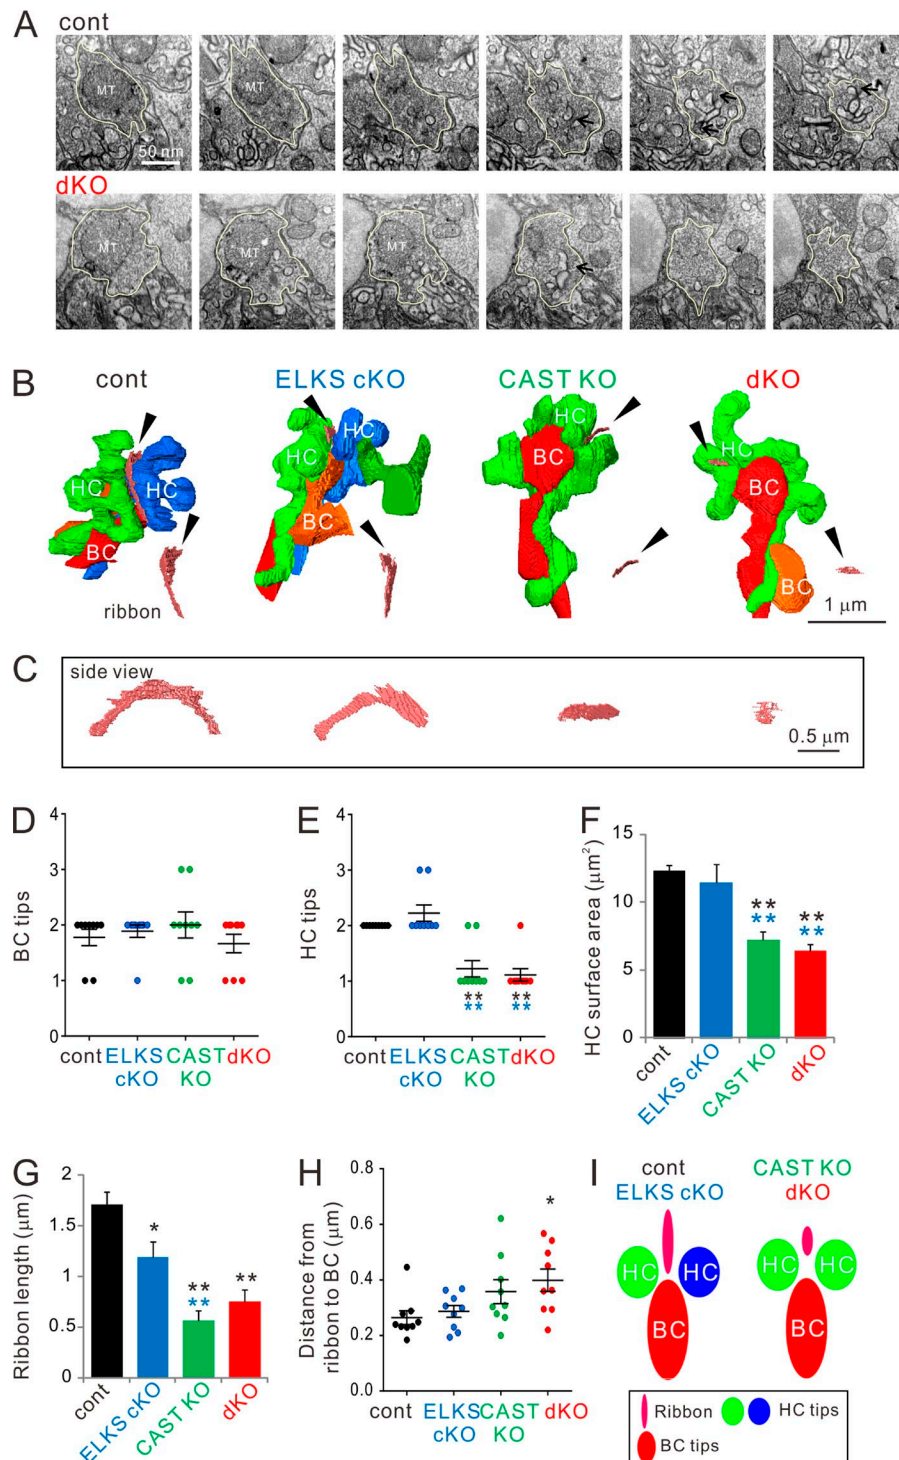 A
cont
MT
MT
50 nm
dKO
MT
MT
MT
B
cont
ELKS cKO
CAST KO
dKO
HC
HC
BC
ribbon
HC
HC
BC
HC
BC
HC
BC
BC
1 μm
C
side view
0.5 μm
D
BC tips
4
3
2
1
0
cont
ELKS cKO
CAST KO
dKO
E
HC tips
4
3
2
1
0
**
**
**
**
cont
ELKS cKO
CAST KO
dKO
F
HC surface area (μm²)
15
10
5
0
**
**
**
**
cont
ELKS cKO
CAST KO
dKO
G
Ribbon length (μm)
2
1.5
1
0.5
0
*
**
**
**
cont
ELKS cKO
CAST KO
dKO
H
Distance from
ribbon to BC (μm)
0.8
0.6
0.4
0.2
0.0
*
cont
ELKS cKO
CAST KO
dKO
I
cont
ELKS cKO
CAST KO
dKO
HC
HC
BC
HC
HC
BC
Ribbon
HC tips
BC tips